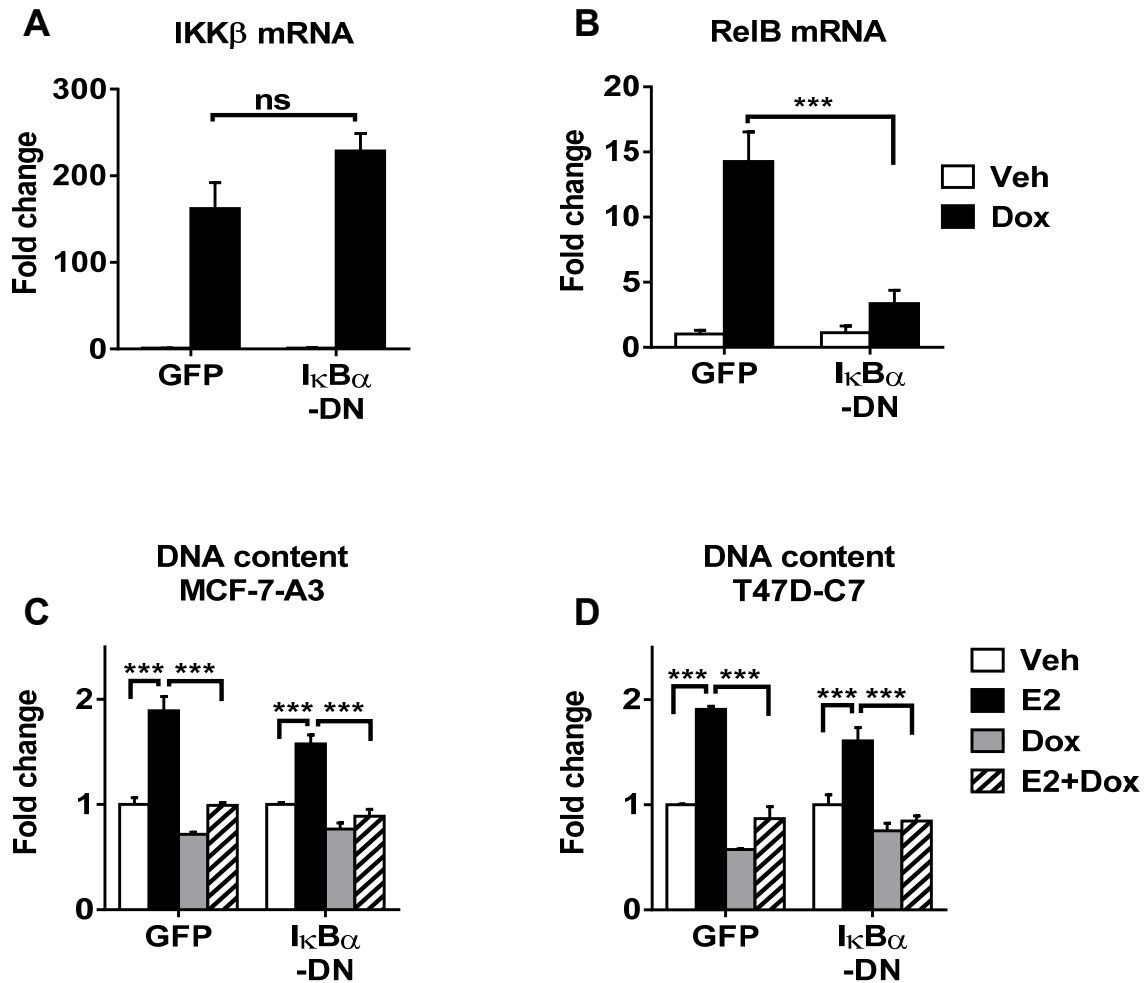 A
IKKβ mRNA
Fold change
300
200
100
0
ns
GFP
IκBα
-DN
B
RelB mRNA
Fold change
20
15
10
5
0
***
GFP
IκBα
-DN
Veh
Dox
C
DNA content
MCF-7-A3
Fold change
2
1
0
*** ***
*** ***
GFP
IκBα
-DN
D
DNA content
T47D-C7
Fold change
2
1
0
*** ***
*** ***
GFP
IκBα
-DN
Veh
E2
Dox
E2+Dox